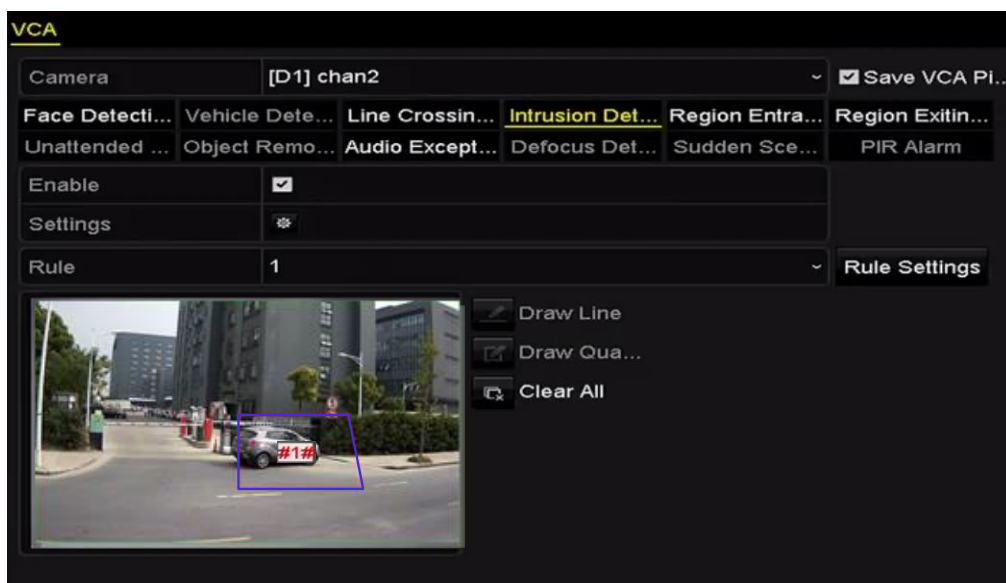 VCA
Camera [D1] chan2 Save VCA Pi...
Face Detecti... Vehicle Dete... Line Crossin... Intrusion Det... Region Entra... Region Exitin...
Unattended ... Object Remo... Audio Except... Defocus Det... Sudden Sce... PIR Alarm
Enable
Settings
Rule 1 Rule Settings
Draw Line
Draw Qua...
Clear All
#1#